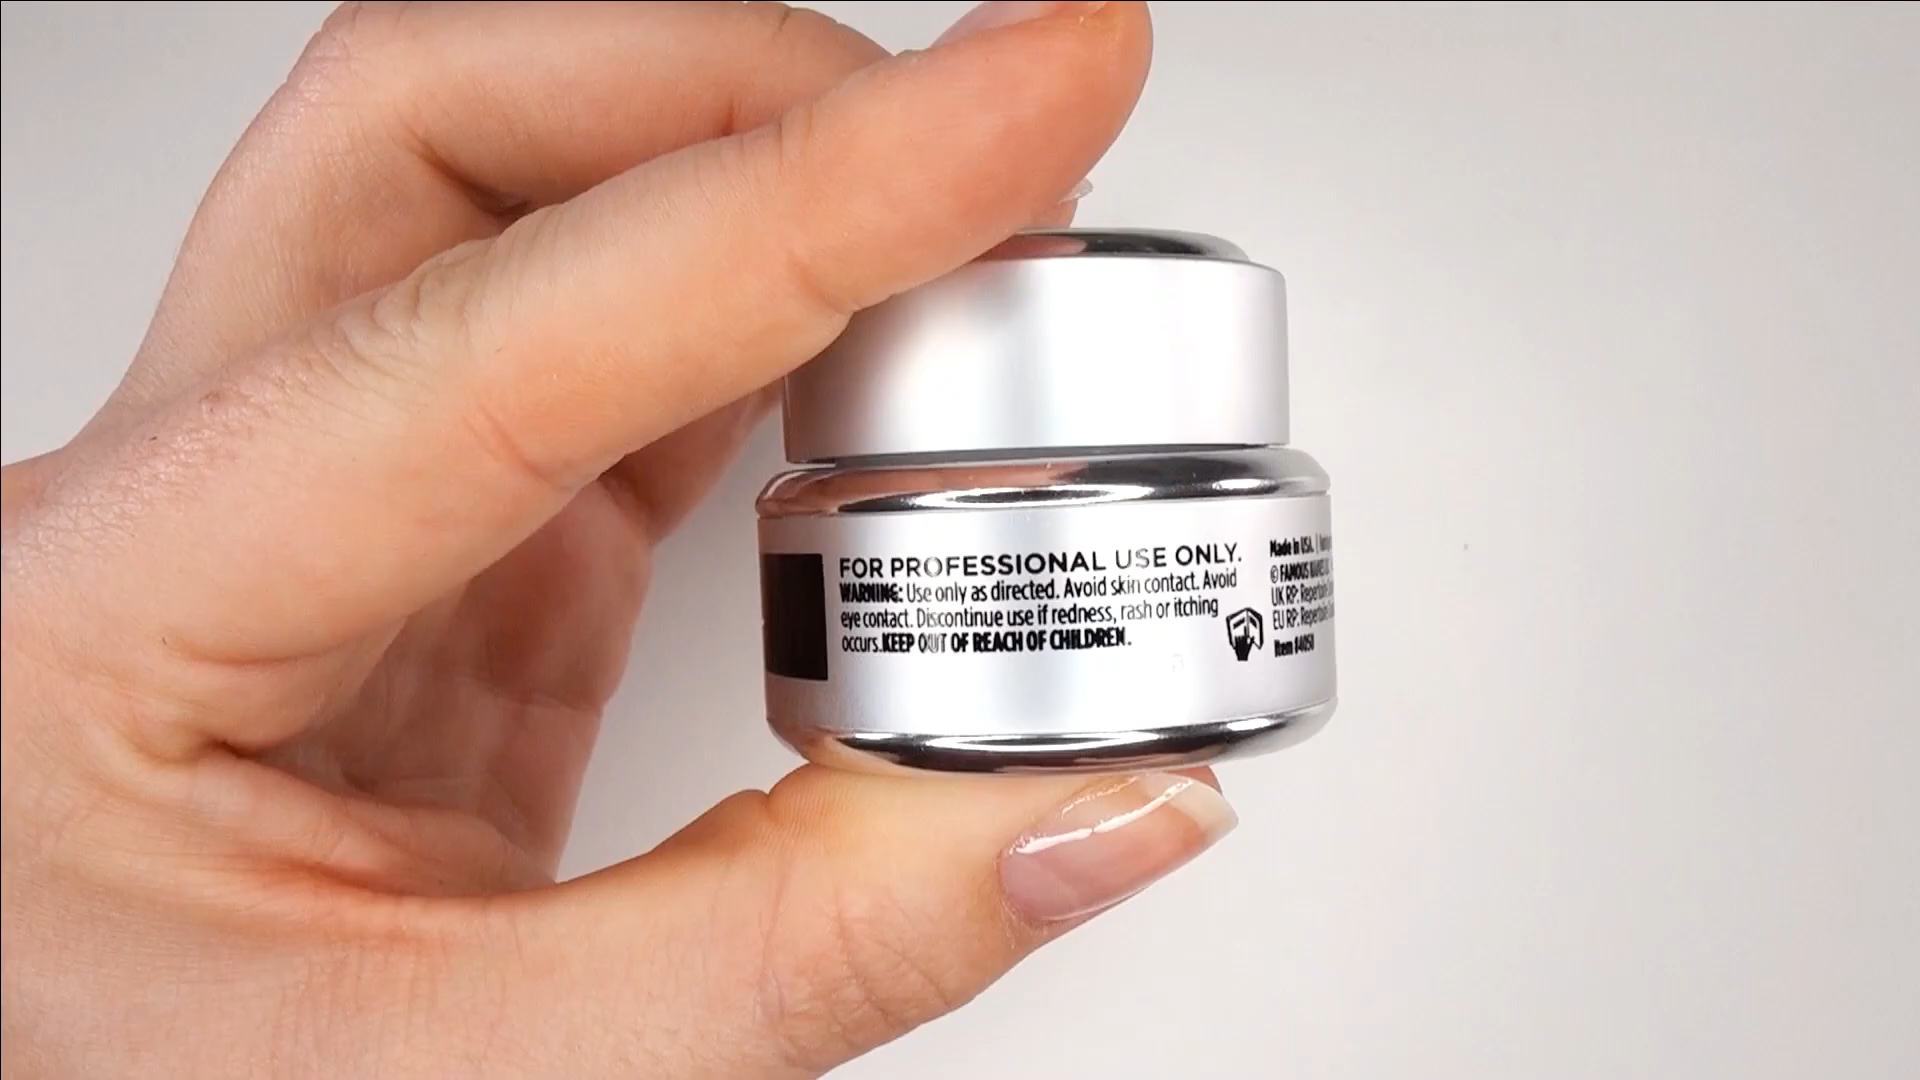 FOR PROFESSIONAL USE ONLY.
WARNING: Use only as directed. Avoid skin contact. Avoid
eye contact. Discontinue use if redness, rash or itching
occurs. KEEP OUT OF REACH OF CHILDREN.
Made in USA. |
© FAMOUS
UK RP:
EU RP:
Item #4050